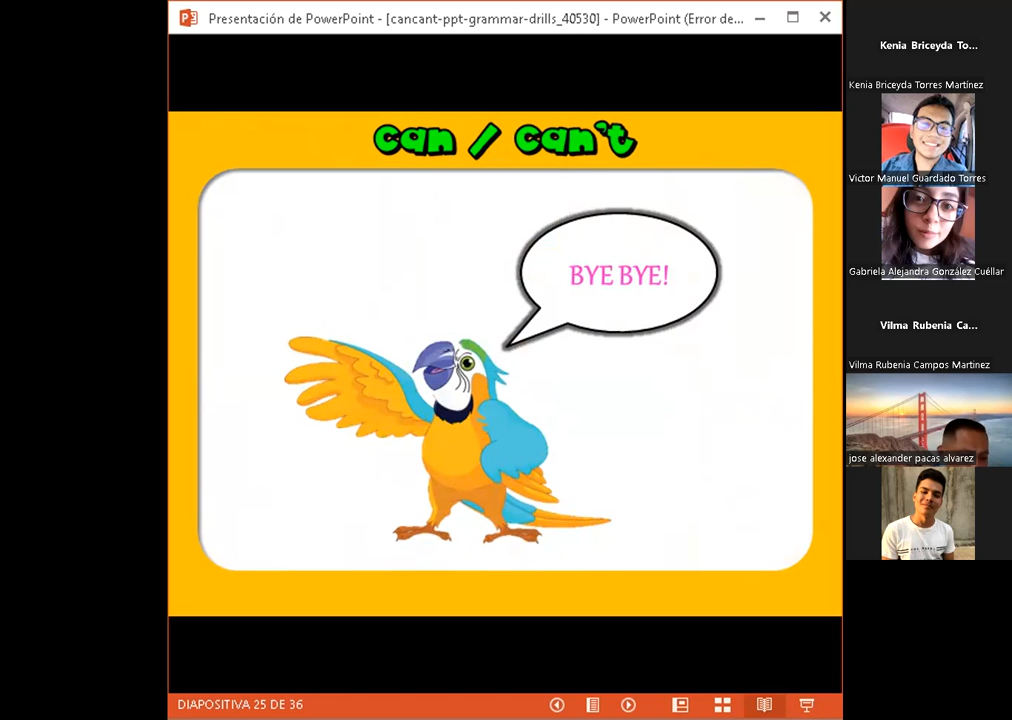 Presentación de PowerPoint - [cancant-ppt-grammar-drills_40530] - PowerPoint (Error de...
can / can't
BYE BYE!
DIAPOSITIVA 25 DE 36
Kenia Briceyda To...
Kenia Briceyda Torres Martínez
Victor Manuel Guardado Torres
Gabriela Alejandra González Cuéllar
Vilma Rubenia Ca...
Vilma Rubenia Campos Martinez
jose alexander pacas alvarez